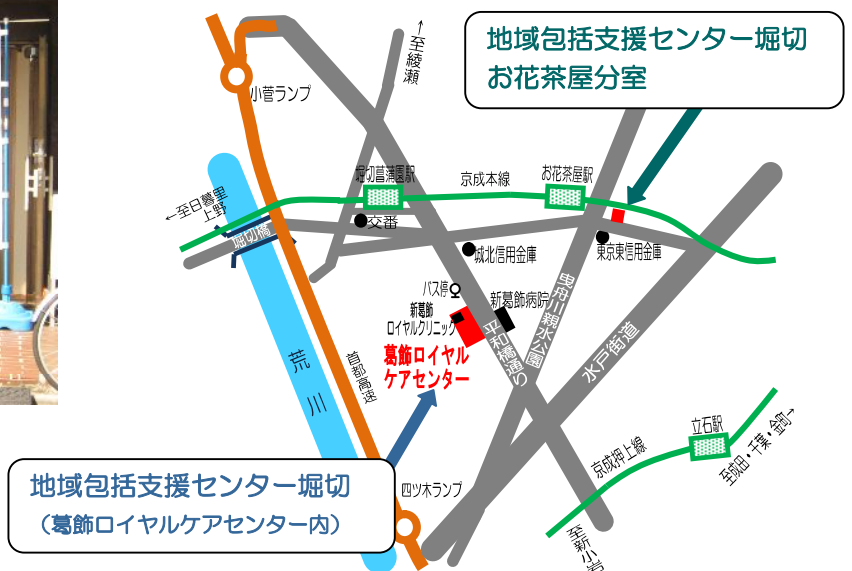 地域包括支援センター堀切
お花茶屋分室
↑至綾瀬
小菅ランプ
堀切菖蒲園駅
京成本線
お花茶屋駅
←至日暮里
上野
堀切橋
交番
城北信用金庫
東京東信用金庫
バス停
新葛飾
ロイヤルクリニック
新葛飾病院
曳舟川親水公園
平和橋通り
水戸街道
葛飾ロイヤル
ケアセンター
荒川
首都高速
立石駅
京成押上線
至成田・千葉・金町→
地域包括支援センター堀切
（葛飾ロイヤルケアセンター内）
四ツ木ランプ
至新小岩